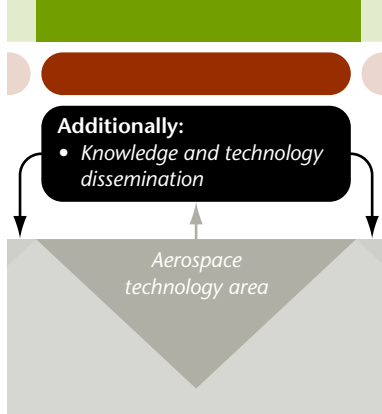 Additionally:
• Knowledge and technology
dissemination
Aerospace
technology area